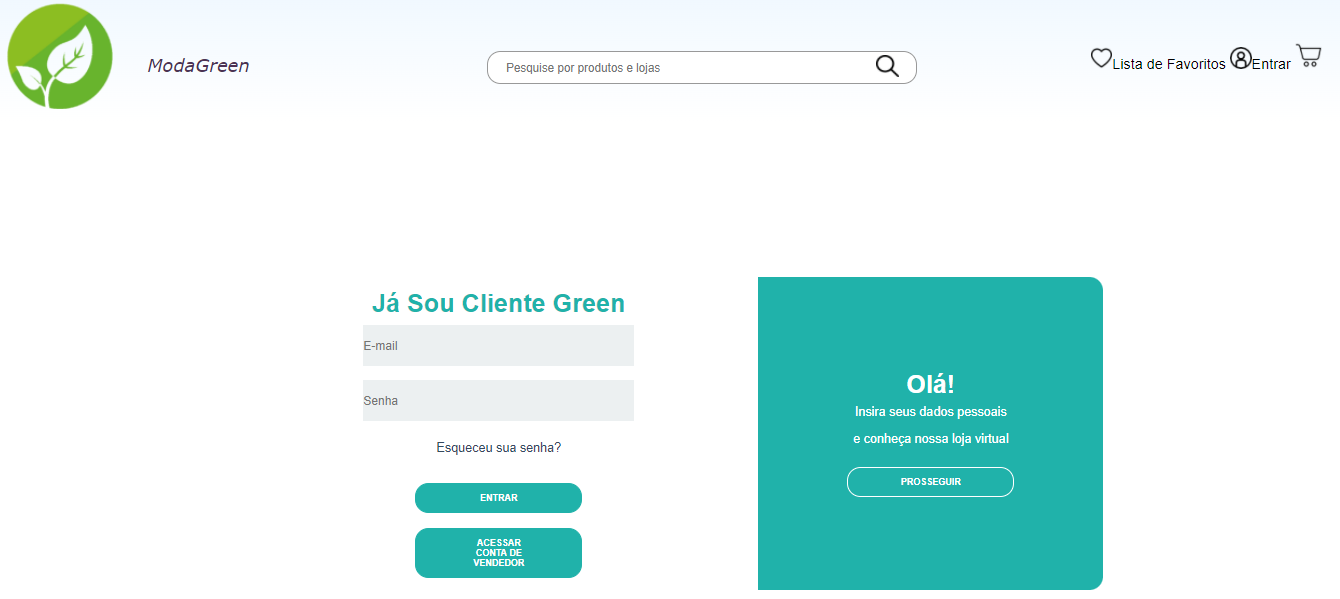 ModaGreen
Pesquise por produtos e lojas
Lista de Favoritos
Entrar
Já Sou Cliente Green
E-mail
Senha
Esqueceu sua senha?
ENTRAR
ACESSAR
CONTA DE
VENDEDOR
Olá!
Insira seus dados pessoais
e conheça nossa loja virtual
PROSSEGUIR